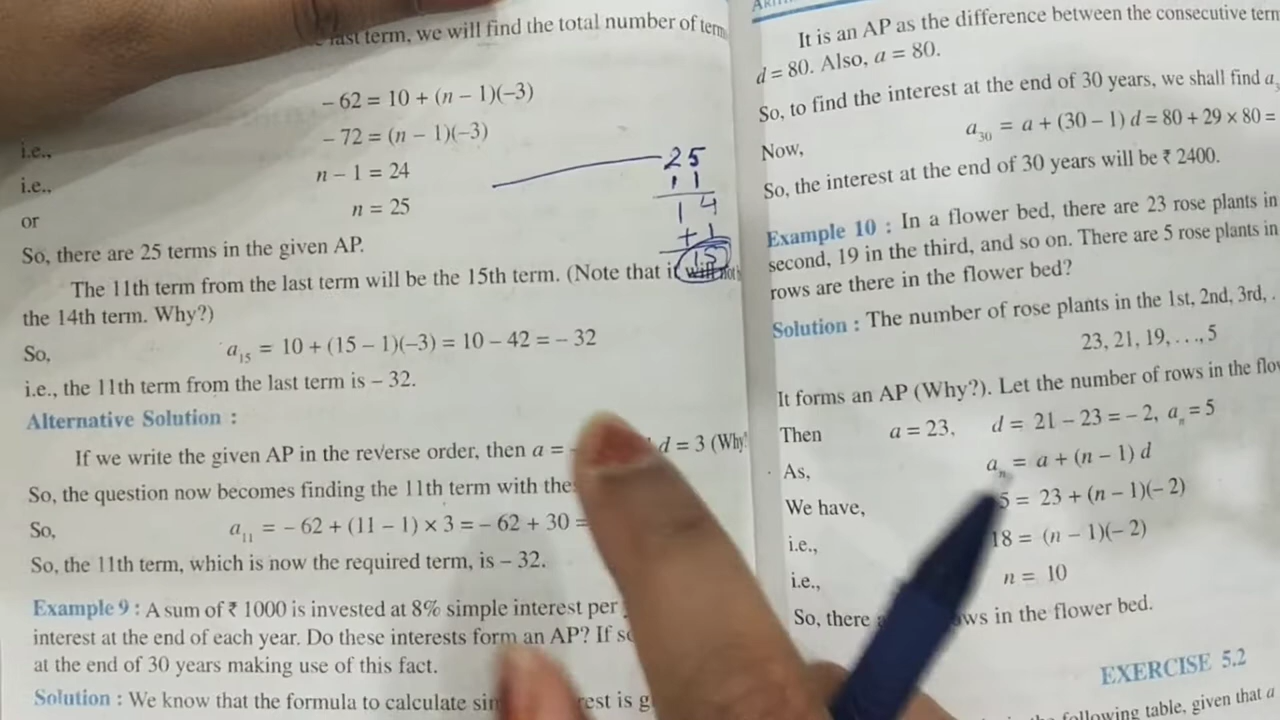 last term, we will find the total number of term
– 62 = 10 + (n – 1)(–3)
i.e., – 72 = (n – 1)(–3)
i.e., n – 1 = 24
or n = 25
So, there are 25 terms in the given AP.
The 11th term from the last term will be the 15th term. (Note that it will not
the 14th term. Why?)
So, a15 = 10 + (15 – 1)(–3) = 10 – 42 = – 32
i.e., the 11th term from the last term is – 32.
Alternative Solution :
If we write the given AP in the reverse order, then a = – d = 3 (Why
So, the question now becomes finding the 11th term with the
So, a11 = – 62 + (11 – 1) × 3 = – 62 + 30 =
So, the 11th term, which is now the required term, is – 32.
Example 9 : A sum of ₹ 1000 is invested at 8% simple interest per
interest at the end of each year. Do these interests form an AP? If so
at the end of 30 years making use of this fact.
Solution : We know that the formula to calculate sim rest is g
25
11
14
+1
15
It is an AP as the difference between the consecutive term
d = 80. Also, a = 80.
So, to find the interest at the end of 30 years, we shall find a3
Now, a30 = a + (30 – 1) d = 80 + 29 × 80 =
So, the interest at the end of 30 years will be ₹ 2400.
Example 10 : In a flower bed, there are 23 rose plants in
second, 19 in the third, and so on. There are 5 rose plants in
rows are there in the flower bed?
Solution : The number of rose plants in the 1st, 2nd, 3rd, .
23, 21, 19, . . ., 5
It forms an AP (Why?). Let the number of rows in the flow
Then a = 23, d = 21 – 23 = – 2, an = 5
As, an = a + (n – 1) d
We have, 5 = 23 + (n – 1)(– 2)
i.e., 18 = (n – 1)(– 2)
i.e., n = 10
So, there ws in the flower bed.
EXERCISE 5.2
the following table, given that a